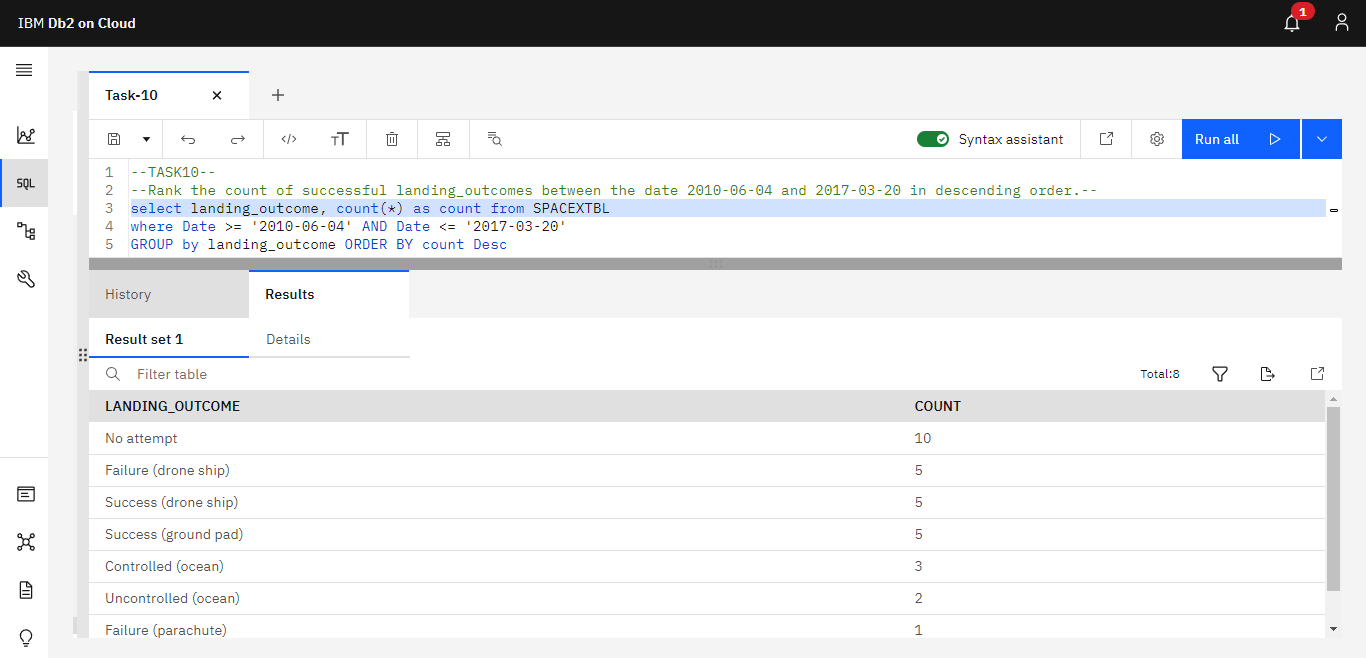 IBM Db2 on Cloud
1
Task-10
Syntax assistant
Run all
1 --TASK10--
2 --Rank the count of successful landing_outcomes between the date 2010-06-04 and 2017-03-20 in descending order.--
3 select landing_outcome, count(*) as count from SPACEXTBL
4 where Date >= '2010-06-04' AND Date <= '2017-03-20'
5 GROUP by landing_outcome ORDER BY count Desc
SQL
History Results
Result set 1 Details
Filter table Total:8
LANDING_OUTCOME COUNT
No attempt 10
Failure (drone ship) 5
Success (drone ship) 5
Success (ground pad) 5
Controlled (ocean) 3
Uncontrolled (ocean) 2
Failure (parachute) 1